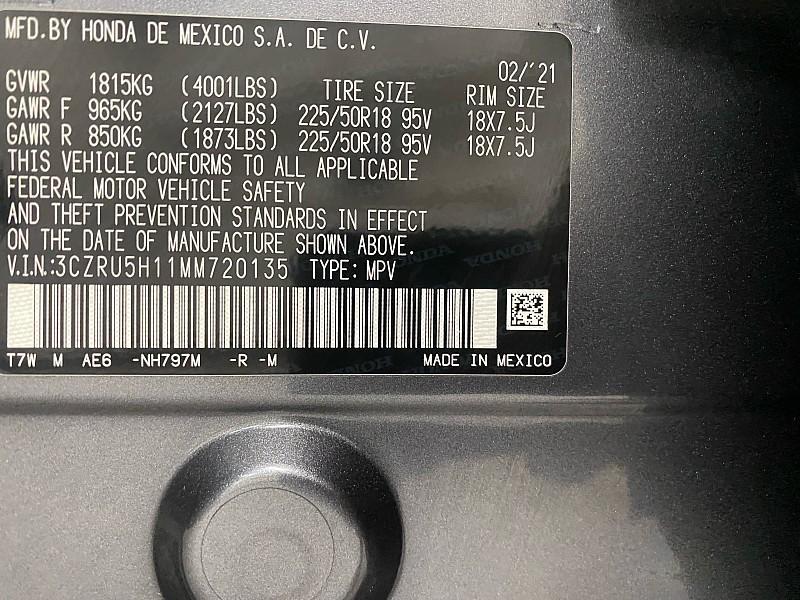 MFD.BY HONDA DE MEXICO S.A. DE C.V.
02/'21
GVWR 1815KG (4001LBS) TIRE SIZE RIM SIZE
GAWR F 965KG (2127LBS) 225/50R18 95V 18X7.5J
GAWR R 850KG (1873LBS) 225/50R18 95V 18X7.5J
THIS VEHICLE CONFORMS TO ALL APPLICABLE
FEDERAL MOTOR VEHICLE SAFETY
AND THEFT PREVENTION STANDARDS IN EFFECT
ON THE DATE OF MANUFACTURE SHOWN ABOVE.
V.I.N.:3CZRU5H11MM720135 TYPE: MPV
T7W M AE6 -NH797M -R -M MADE IN MEXICO